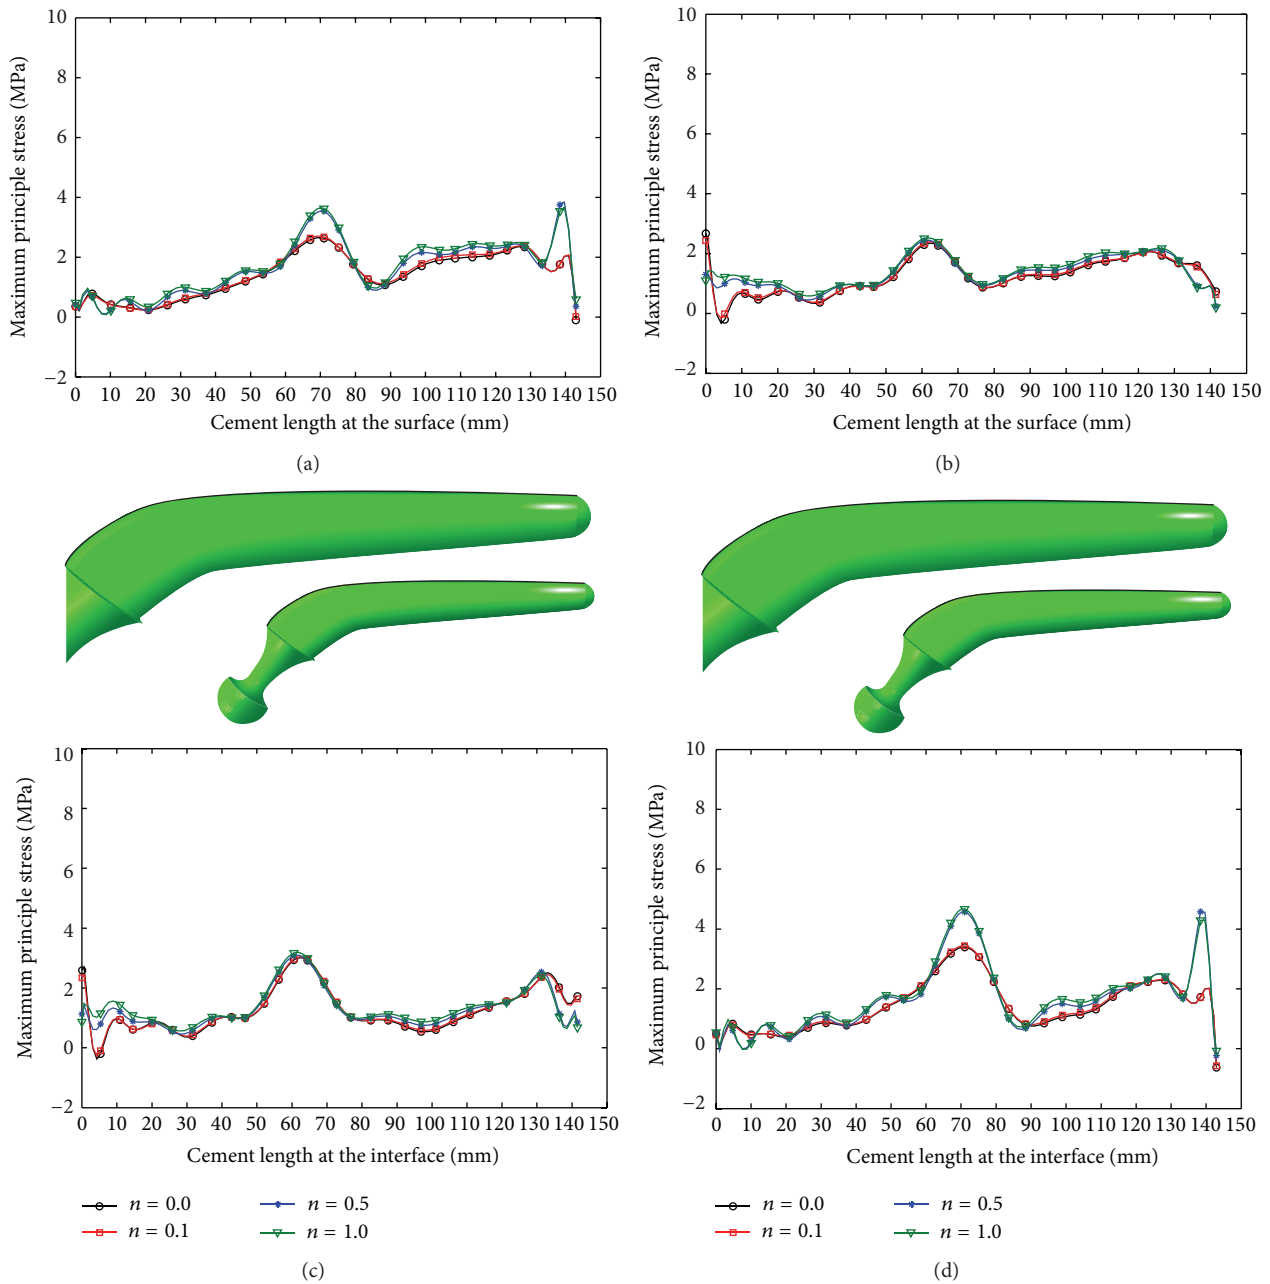 10
8
6
4
2
0
−2
Maximum principle stress (MPa)
0 10 20 30 40 50 60 70 80 90 100 110 120 130 140 150
Cement length at the surface (mm)
(a)
10
8
6
4
2
0
−2
Maximum principle stress (MPa)
0 10 20 30 40 50 60 70 80 90 100 110 120 130 140 150
Cement length at the surface (mm)
(b)
10
8
6
4
2
0
−2
Maximum principle stress (MPa)
0 10 20 30 40 50 60 70 80 90 100 110 120 130 140 150
Cement length at the interface (mm)
n = 0.0
n = 0.1
n = 0.5
n = 1.0
(c)
10
8
6
4
2
0
−2
Maximum principle stress (MPa)
0 10 20 30 40 50 60 70 80 90 100 110 120 130 140 150
Cement length at the interface (mm)
n = 0.0
n = 0.1
n = 0.5
n = 1.0
(d)